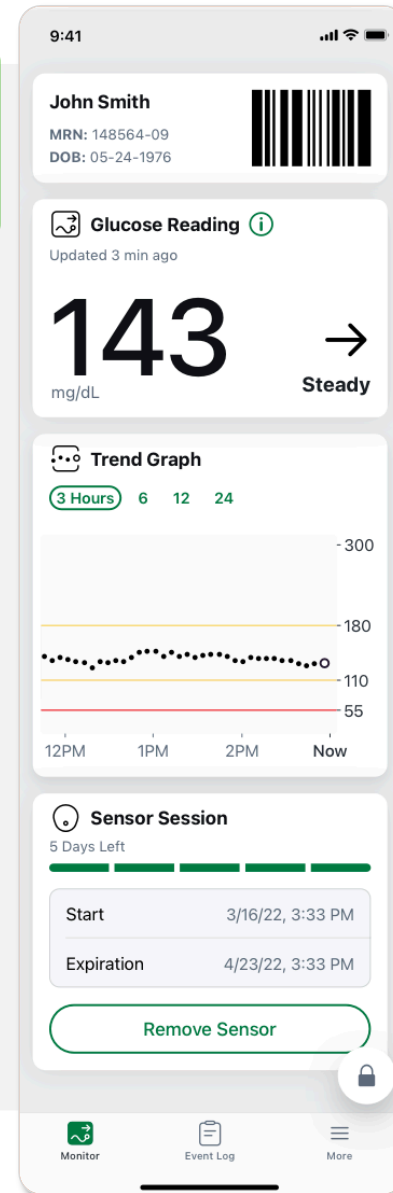 9:41
John Smith
MRN: 148564-09
DOB: 05-24-1976
Glucose Reading
Updated 3 min ago
143
mg/dL
Steady
Trend Graph
3 Hours 6 12 24
300
180
110
55
12PM 1PM 2PM Now
Sensor Session
5 Days Left
Start 3/16/22, 3:33 PM
Expiration 4/23/22, 3:33 PM
Remove Sensor
Monitor Event Log More